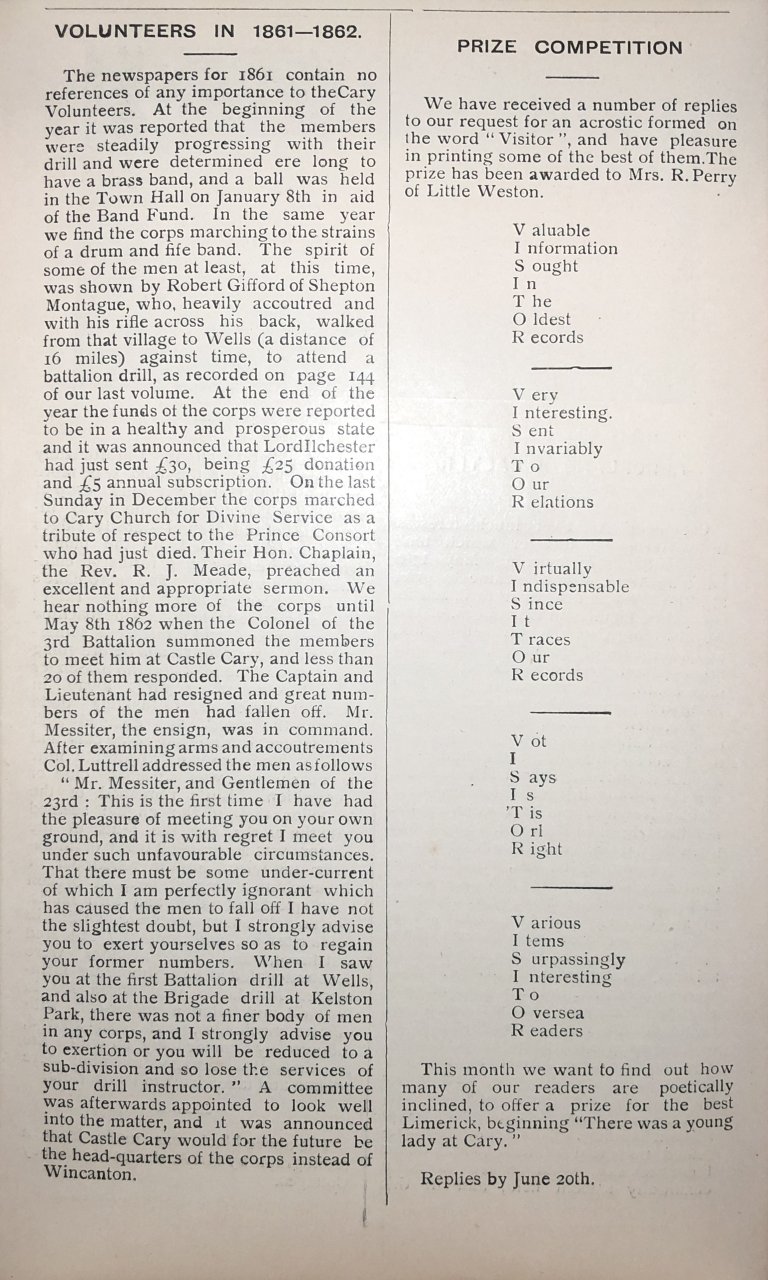 VOLUNTEERS IN 1861—1862.
The newspapers for 1861 contain no
references of any importance to theCary
Volunteers. At the beginning of the
year it was reported that the members
were steadily progressing with their
drill and were determined ere long to
have a brass band, and a ball was held
in the Town Hall on January 8th in aid
of the Band Fund. In the same year
we find the corps marching to the strains
of a drum and fife band. The spirit of
some of the men at least, at this time,
was shown by Robert Gifford of Shepton
Montague, who, heavily accoutred and
with his rifle across his back, walked
from that village to Wells (a distance of
16 miles) against time, to attend a
battalion drill, as recorded on page 144
of our last volume. At the end of the
year the funds of the corps were reported
to be in a healthy and prosperous state
and it was announced that LordIlchester
had just sent £30, being £25 donation
and £5 annual subscription. On the last
Sunday in December the corps marched
to Cary Church for Divine Service as a
tribute of respect to the Prince Consort
who had just died. Their Hon. Chaplain,
the Rev. R. J. Meade, preached an
excellent and appropriate sermon. We
hear nothing more of the corps until
May 8th 1862 when the Colonel of the
3rd Battalion summoned the members
to meet him at Castle Cary, and less than
20 of them responded. The Captain and
Lieutenant had resigned and great num-
bers of the men had fallen off. Mr.
Messiter, the ensign, was in command.
After examining arms and accoutrements
Col. Luttrell addressed the men as follows
“ Mr. Messiter, and Gentlemen of the
23rd : This is the first time I have had
the pleasure of meeting you on your own
ground, and it is with regret I meet you
under such unfavourable circumstances.
That there must be some under-current
of which I am perfectly ignorant which
has caused the men to fall off I have not
the slightest doubt, but I strongly advise
you to exert yourselves so as to regain
your former numbers. When I saw
you at the first Battalion drill at Wells,
and also at the Brigade drill at Kelston
Park, there was not a finer body of men
in any corps, and I strongly advise you
to exertion or you will be reduced to a
sub-division and so lose the services of
your drill instructor. ” A committee
was afterwards appointed to look well
into the matter, and it was announced
that Castle Cary would for the future be
the head-quarters of the corps instead of
Wincanton.
PRIZE COMPETITION
We have received a number of replies
to our request for an acrostic formed on
the word “ Visitor ”, and have pleasure
in printing some of the best of them.The
prize has been awarded to Mrs. R. Perry
of Little Weston.
V aluable
I nformation
S ought
I n
T he
O ldest
R ecords
V ery
I nteresting.
S ent
I nvariably
T o
O ur
R elations
V irtually
I ndispensable
S ince
I t
T races
O ur
R ecords
V ot
I
S ays
I s
'T is
O rl
R ight
V arious
I tems
S urpassingly
I nteresting
T o
O versea
R eaders
This month we want to find out how
many of our readers are poetically
inclined, to offer a prize for the best
Limerick, beginning “There was a young
lady at Cary. ”
Replies by June 20th.